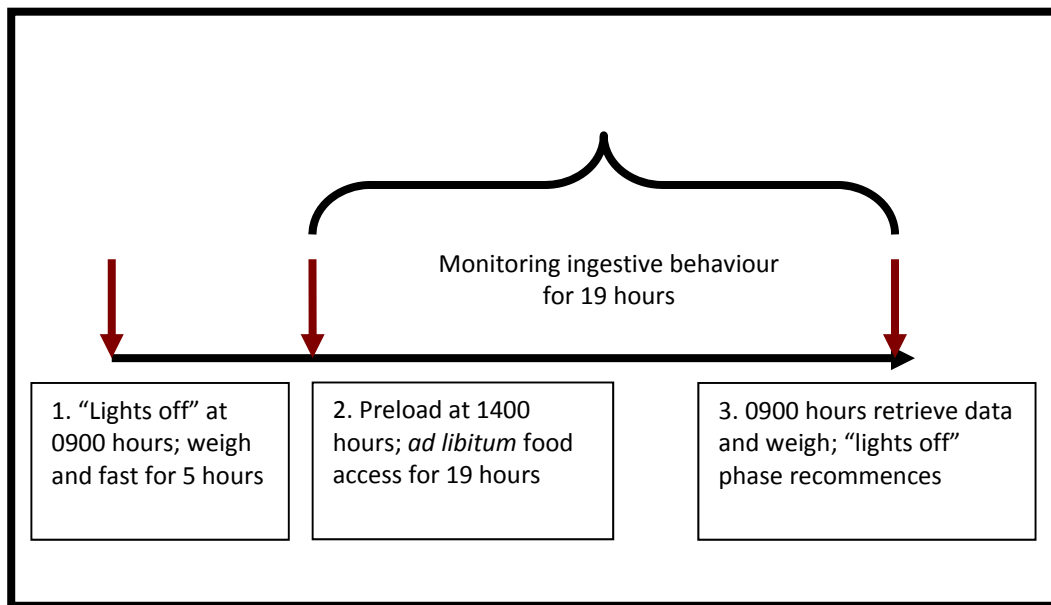 Monitoring ingestive behaviour
for 19 hours
1. “Lights off” at
0900 hours; weigh
and fast for 5 hours
2. Preload at 1400
hours; ad libitum food
access for 19 hours
3. 0900 hours retrieve data
and weigh; “lights off”
phase recommences